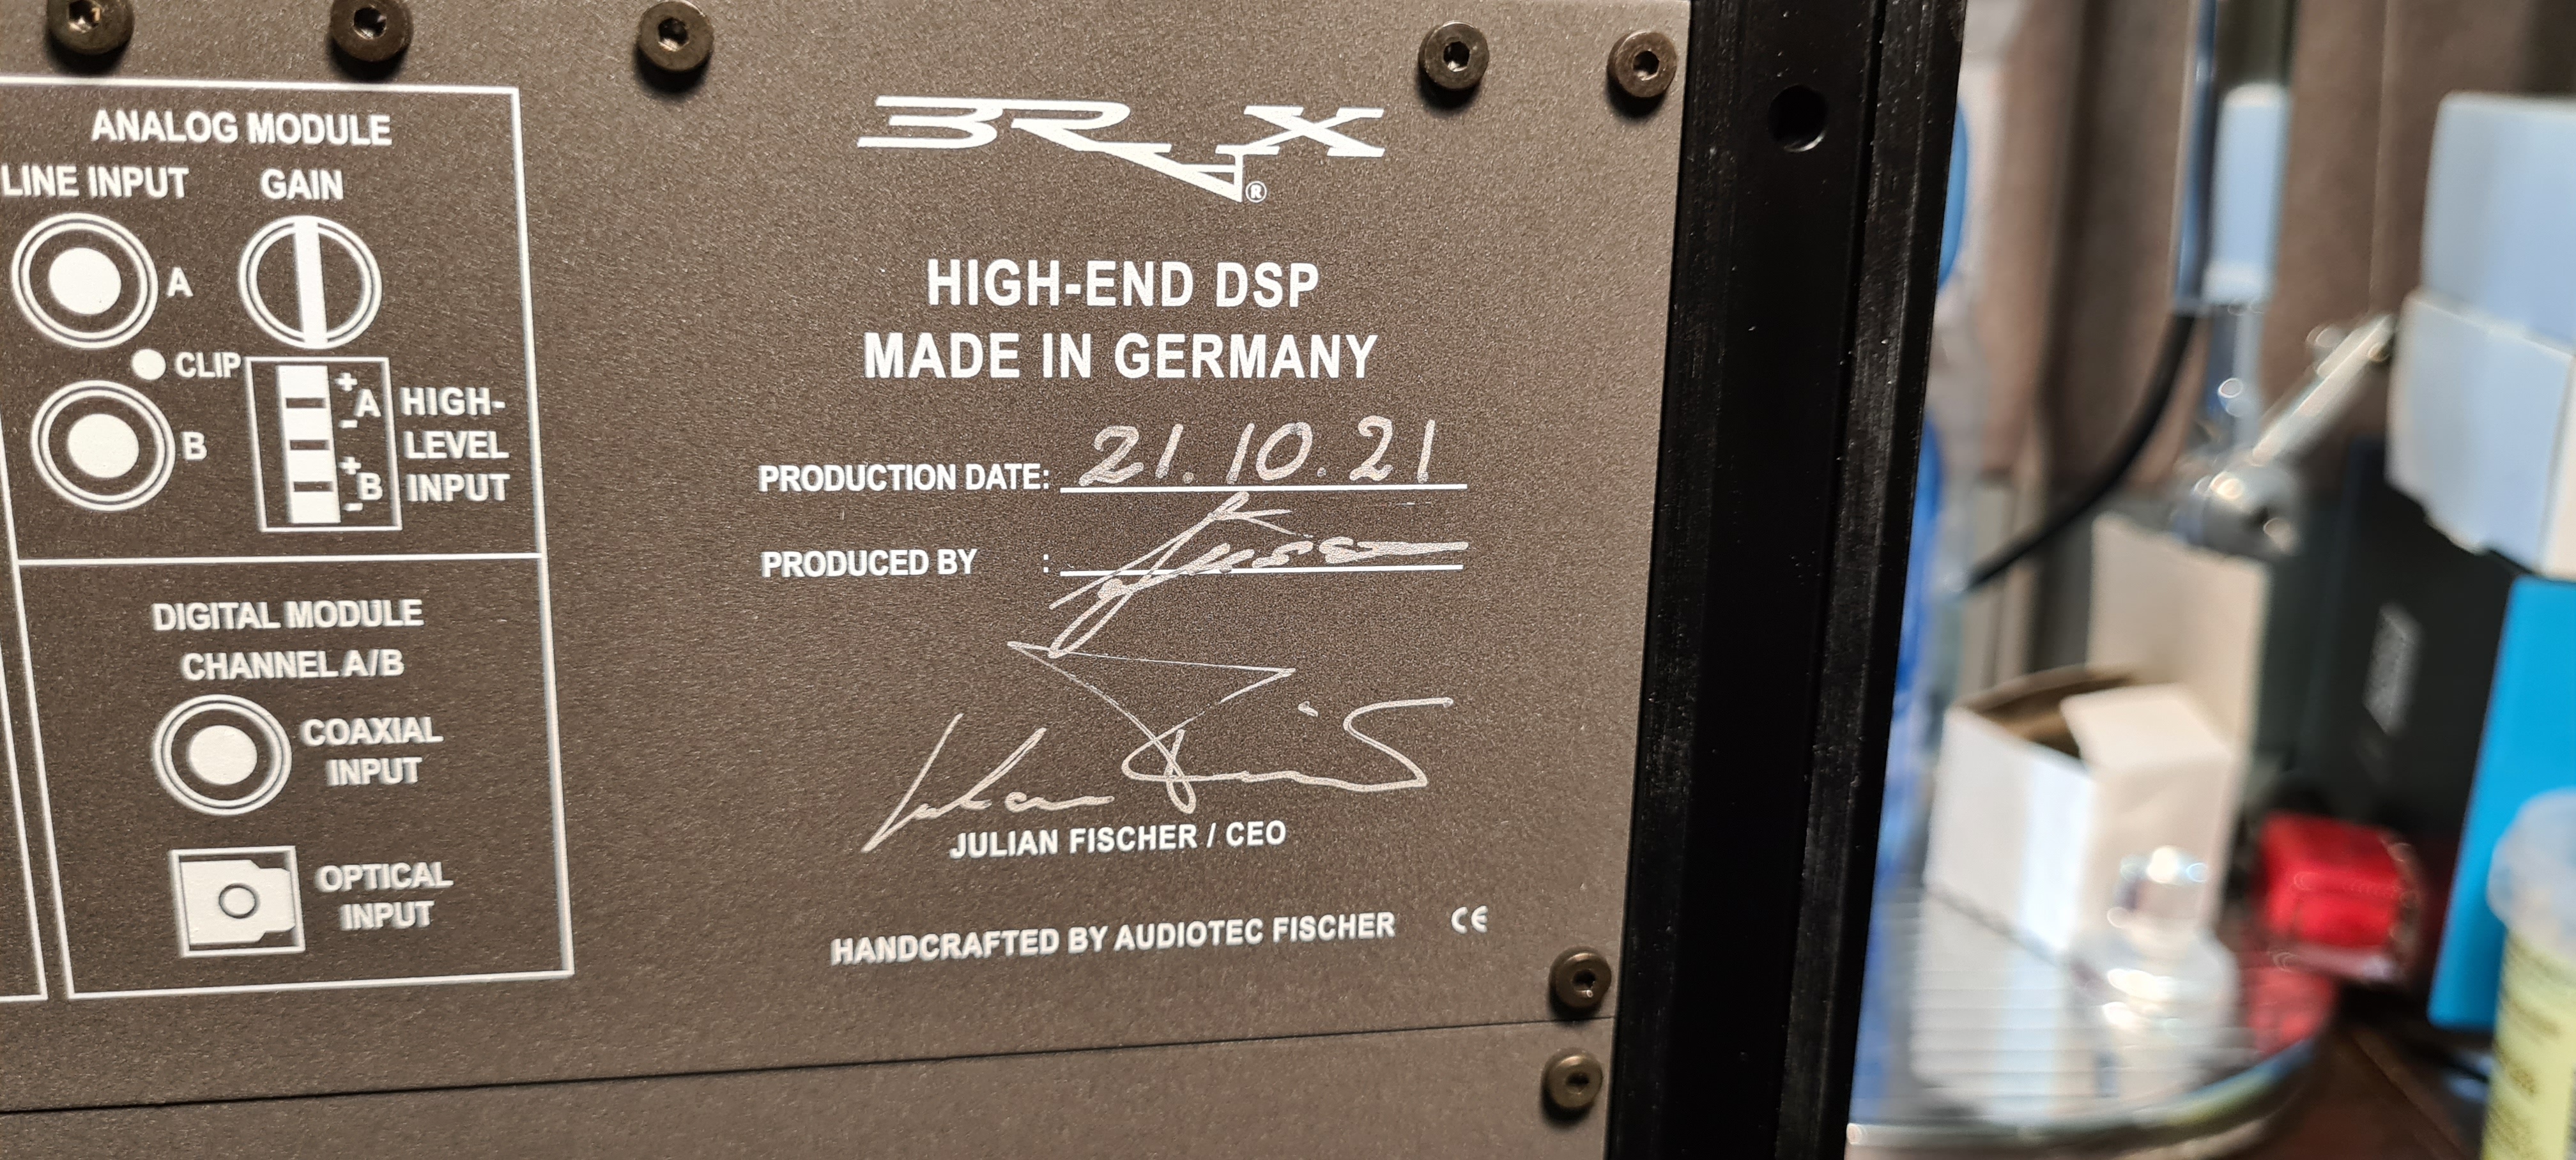 ANALOG MODULE
LINE INPUT GAIN
A
CLIP
B
+
A
-
+
B
-
HIGH-
LEVEL
INPUT
DIGITAL MODULE
CHANNEL A/B
COAXIAL
INPUT
OPTICAL
INPUT
BRAX®
HIGH-END DSP
MADE IN GERMANY
PRODUCTION DATE: 21.10.21
PRODUCED BY :
JULIAN FISCHER / CEO
HANDCRAFTED BY AUDIOTEC FISCHER CE